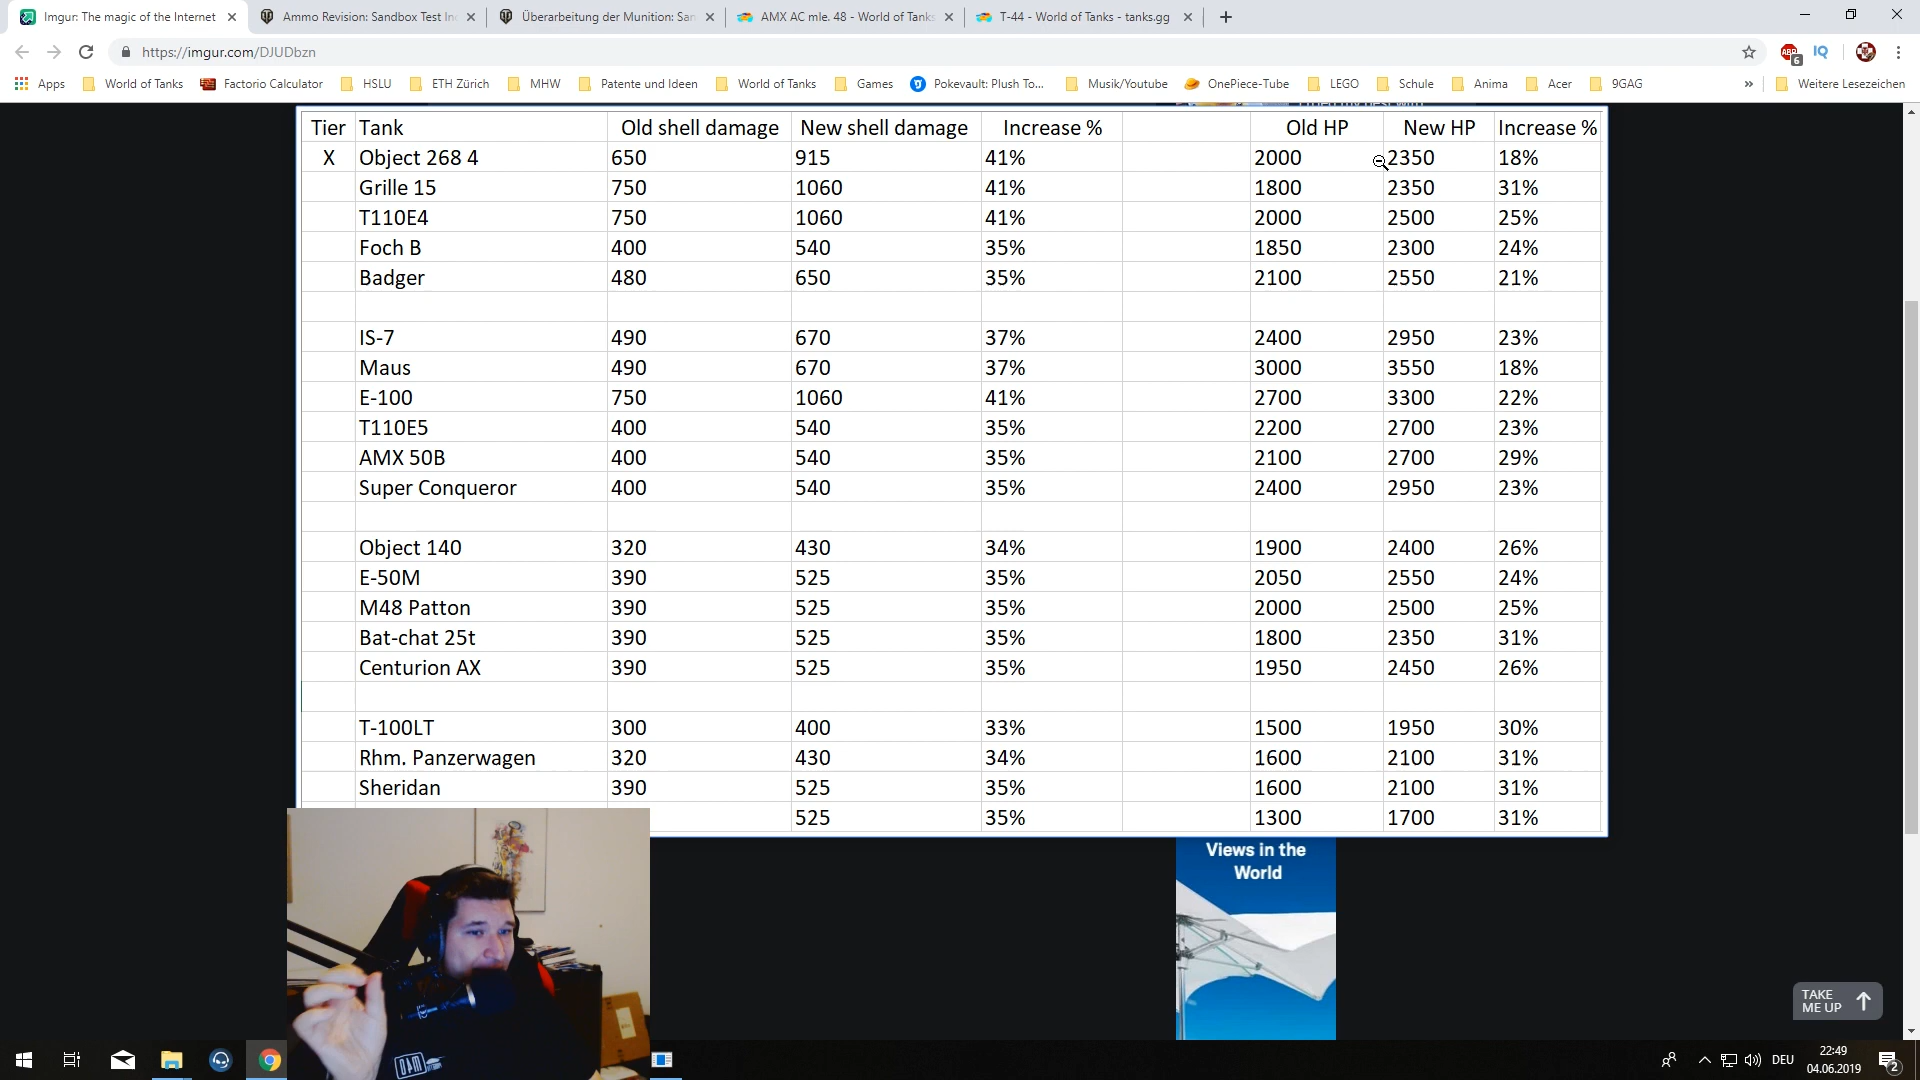 Imgur: The magic of the Internet
Ammo Revision: Sandbox Test In
Überarbeitung der Munition: San
AMX AC mle. 48 - World of Tanks
T-44 - World of Tanks - tanks.gg
https://imgur.com/DJUDbzn
ABP
6
IQ
Apps
World of Tanks
Factorio Calculator
HSLU
ETH Zürich
MHW
Patente und Ideen
World of Tanks
Games
Pokevault: Plush To...
Musik/Youtube
OnePiece-Tube
LEGO
Schule
Anima
Acer
9GAG
»
Weitere Lesezeichen
Tier Tank Old shell damage New shell damage Increase % Old HP New HP Increase %
X Object 268 4 650 915 41% 2000 2350 18%
Grille 15 750 1060 41% 1800 2350 31%
T110E4 750 1060 41% 2000 2500 25%
Foch B 400 540 35% 1850 2300 24%
Badger 480 650 35% 2100 2550 21%
IS-7 490 670 37% 2400 2950 23%
Maus 490 670 37% 3000 3550 18%
E-100 750 1060 41% 2700 3300 22%
T110E5 400 540 35% 2200 2700 23%
AMX 50B 400 540 35% 2100 2700 29%
Super Conqueror 400 540 35% 2400 2950 23%
Object 140 320 430 34% 1900 2400 26%
E-50M 390 525 35% 2050 2550 24%
M48 Patton 390 525 35% 2000 2500 25%
Bat-chat 25t 390 525 35% 1800 2350 31%
Centurion AX 390 525 35% 1950 2450 26%
T-100LT 300 400 33% 1500 1950 30%
Rhm. Panzerwagen 320 430 34% 1600 2100 31%
Sheridan 390 525 35% 1600 2100 31%
525 35% 1300 1700 31%
Views in the
World
TAKE
ME UP
DEU
22:49
04.06.2019
2